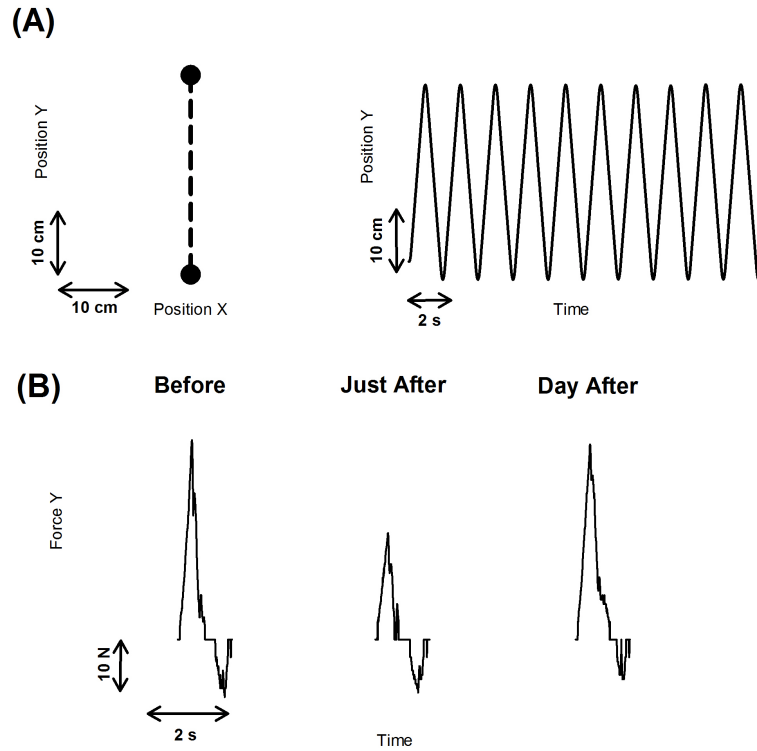 (A)
Position Y
10 cm
10 cm
Position X
Position Y
10 cm
2 s
Time
(B)
Before
Just After
Day After
Force Y
10 N
2 s
Time